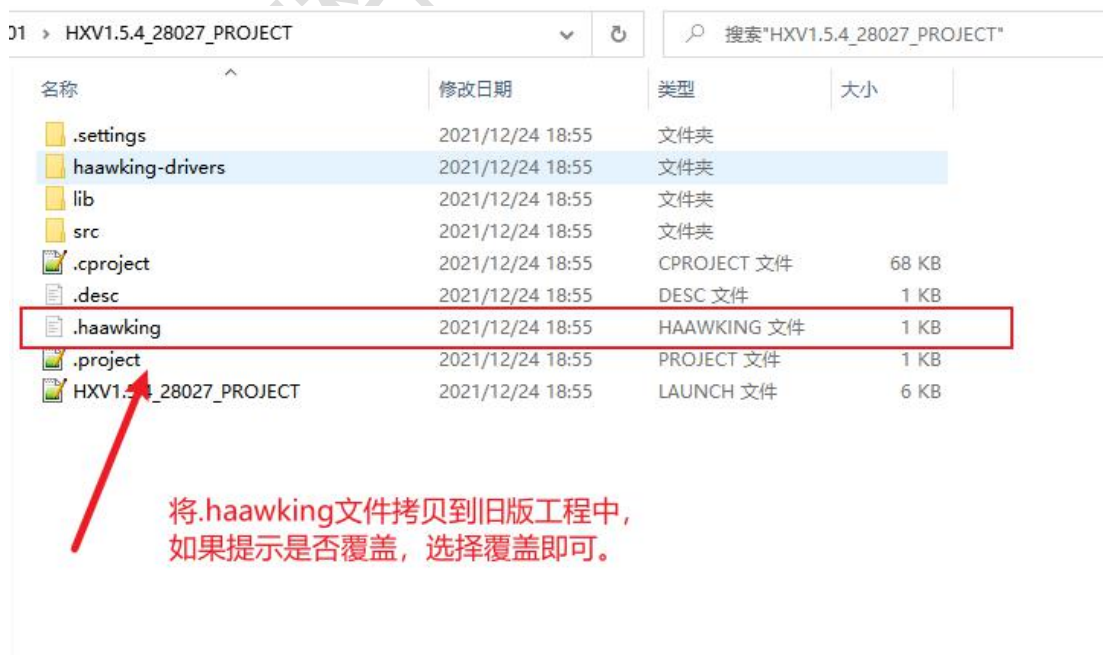 01 > HXV1.5.4_28027_PROJECT
搜索"HXV1.5.4_28027_PROJECT"
名称 修改日期 类型 大小
.settings 2021/12/24 18:55 文件夹
haawking-drivers 2021/12/24 18:55 文件夹
lib 2021/12/24 18:55 文件夹
src 2021/12/24 18:55 文件夹
.cproject 2021/12/24 18:55 CPROJECT 文件 68 KB
.desc 2021/12/24 18:55 DESC 文件 1 KB
.haawking 2021/12/24 18:55 HAAWKING 文件 1 KB
.project 2021/12/24 18:55 PROJECT 文件 1 KB
HXV1.5.4_28027_PROJECT 2021/12/24 18:55 LAUNCH 文件 6 KB
将.haawking文件拷贝到旧版工程中,
如果提示是否覆盖,选择覆盖即可。